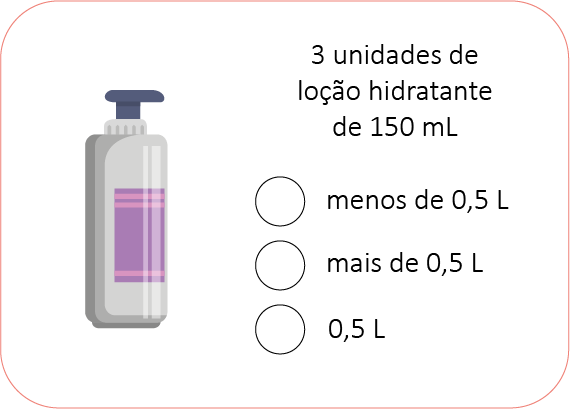 3 unidades de
loção hidratante
de 150 mL
menos de 0,5 L
mais de 0,5 L
0,5 L